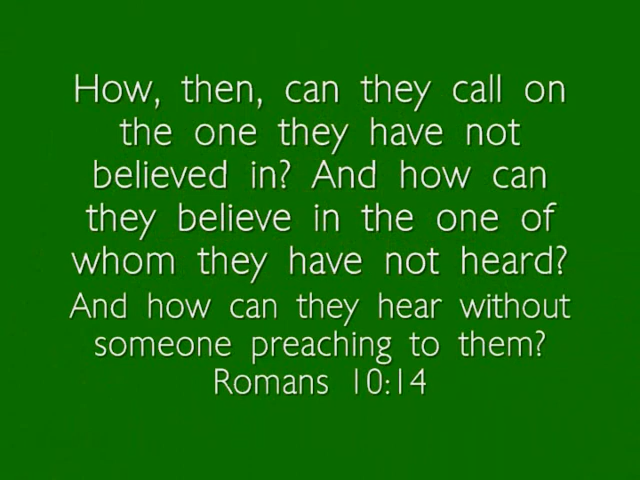 How, then, can they call on
the one they have not
believed in? And how can
they believe in the one of
whom they have not heard?
And how can they hear without
someone preaching to them?
Romans 10:14